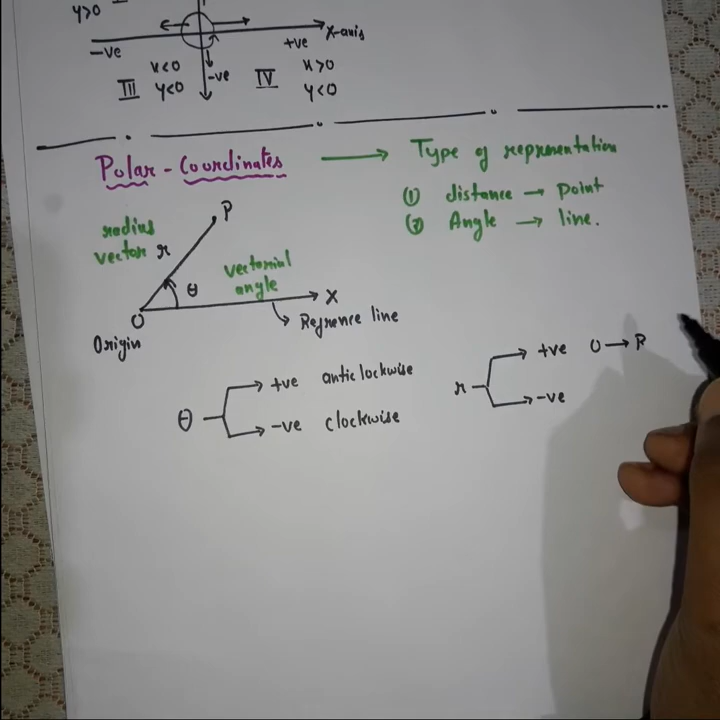 y>0
X-axis
-ve
+ve
x<0
-ve
x>0
III y<0
IV
y<0
Polar - Coordinates → Type of representation
(1) distance → point
(2) Angle → line.
P
radius
vector r
vectorial
angle
θ
X
O
Origin
Refrence line
θ
+ve anticlockwise
-ve clockwise
r
+ve O → P
-ve